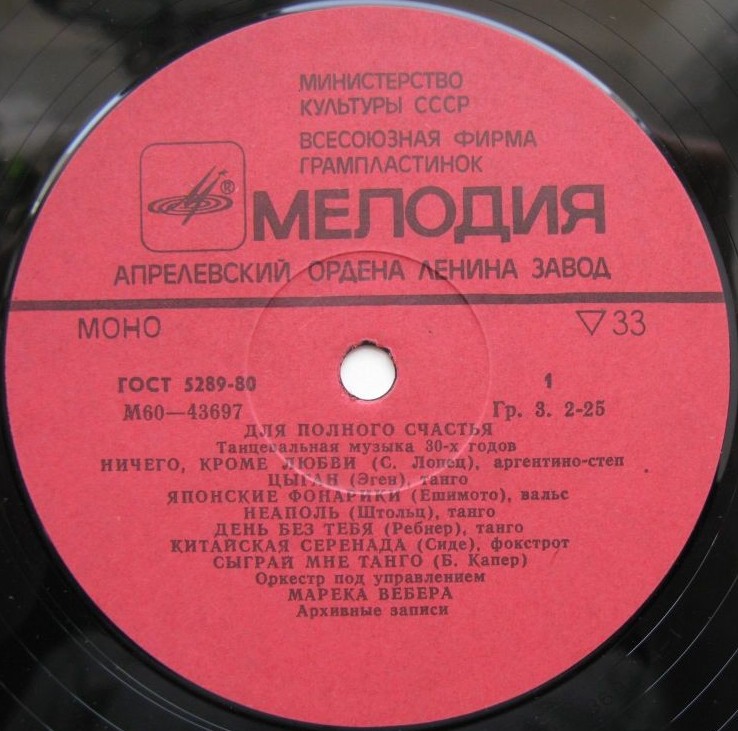 МИНИСТЕРСТВО
КУЛЬТУРЫ СССР
ВСЕСОЮЗНАЯ ФИРМА
ГРАМПЛАСТИНОК
®
МЕЛОДИЯ
АПРЕЛЕВСКИЙ ОРДЕНА ЛЕНИНА ЗАВОД
МОНО ▽33
ГОСТ 5289-80 1
М60—43697 Гр. 3. 2-25
ДЛЯ ПОЛНОГО СЧАСТЬЯ
Танцевальная музыка 30-х годов
НИЧЕГО, КРОМЕ ЛЮБВИ (С. Лопец), аргентино-степ
ЦЫГАН (Эген), танго
ЯПОНСКИЕ ФОНАРИКИ (Ешимото), вальс
НЕАПОЛЬ (Штольц), танго
ДЕНЬ БЕЗ ТЕБЯ (Ребнер), танго
КИТАЙСКАЯ СЕРЕНАДА (Сиде), фокстрот
СЫГРАЙ МНЕ ТАНГО (Б. Капер)
Оркестр под управлением
МАРЕКА ВЕБЕРА
Архивные записи